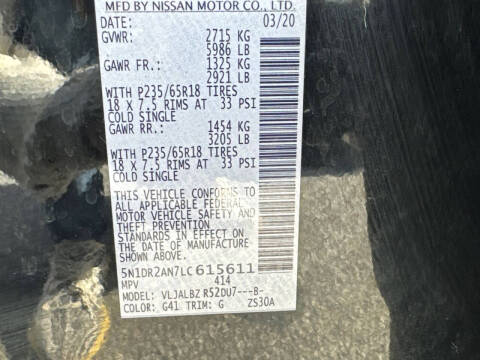 MFD BY NISSAN MOTOR CO., LTD.
DATE: 03/20
GVWR: 2715 KG
5986 LB
GAWR FR.: 1325 KG
2921 LB
WITH P235/65R18 TIRES
18 X 7.5 RIMS AT 33 PSI
COLD SINGLE
GAWR RR.: 1454 KG
3205 LB
WITH P235/65R18 TIRES
18 X 7.5 RIMS AT 33 PSI
COLD SINGLE
THIS VEHICLE CONFORMS TO
ALL APPLICABLE FEDERAL
MOTOR VEHICLE SAFETY AND
THEFT PREVENTION
STANDARDS IN EFFECT ON
THE DATE OF MANUFACTURE
SHOWN ABOVE.
5N1DR2AN7LC615611
MPV 414
MODEL: VLJALBZ R52DU7---B-
COLOR: G41 TRIM: G ZS30A